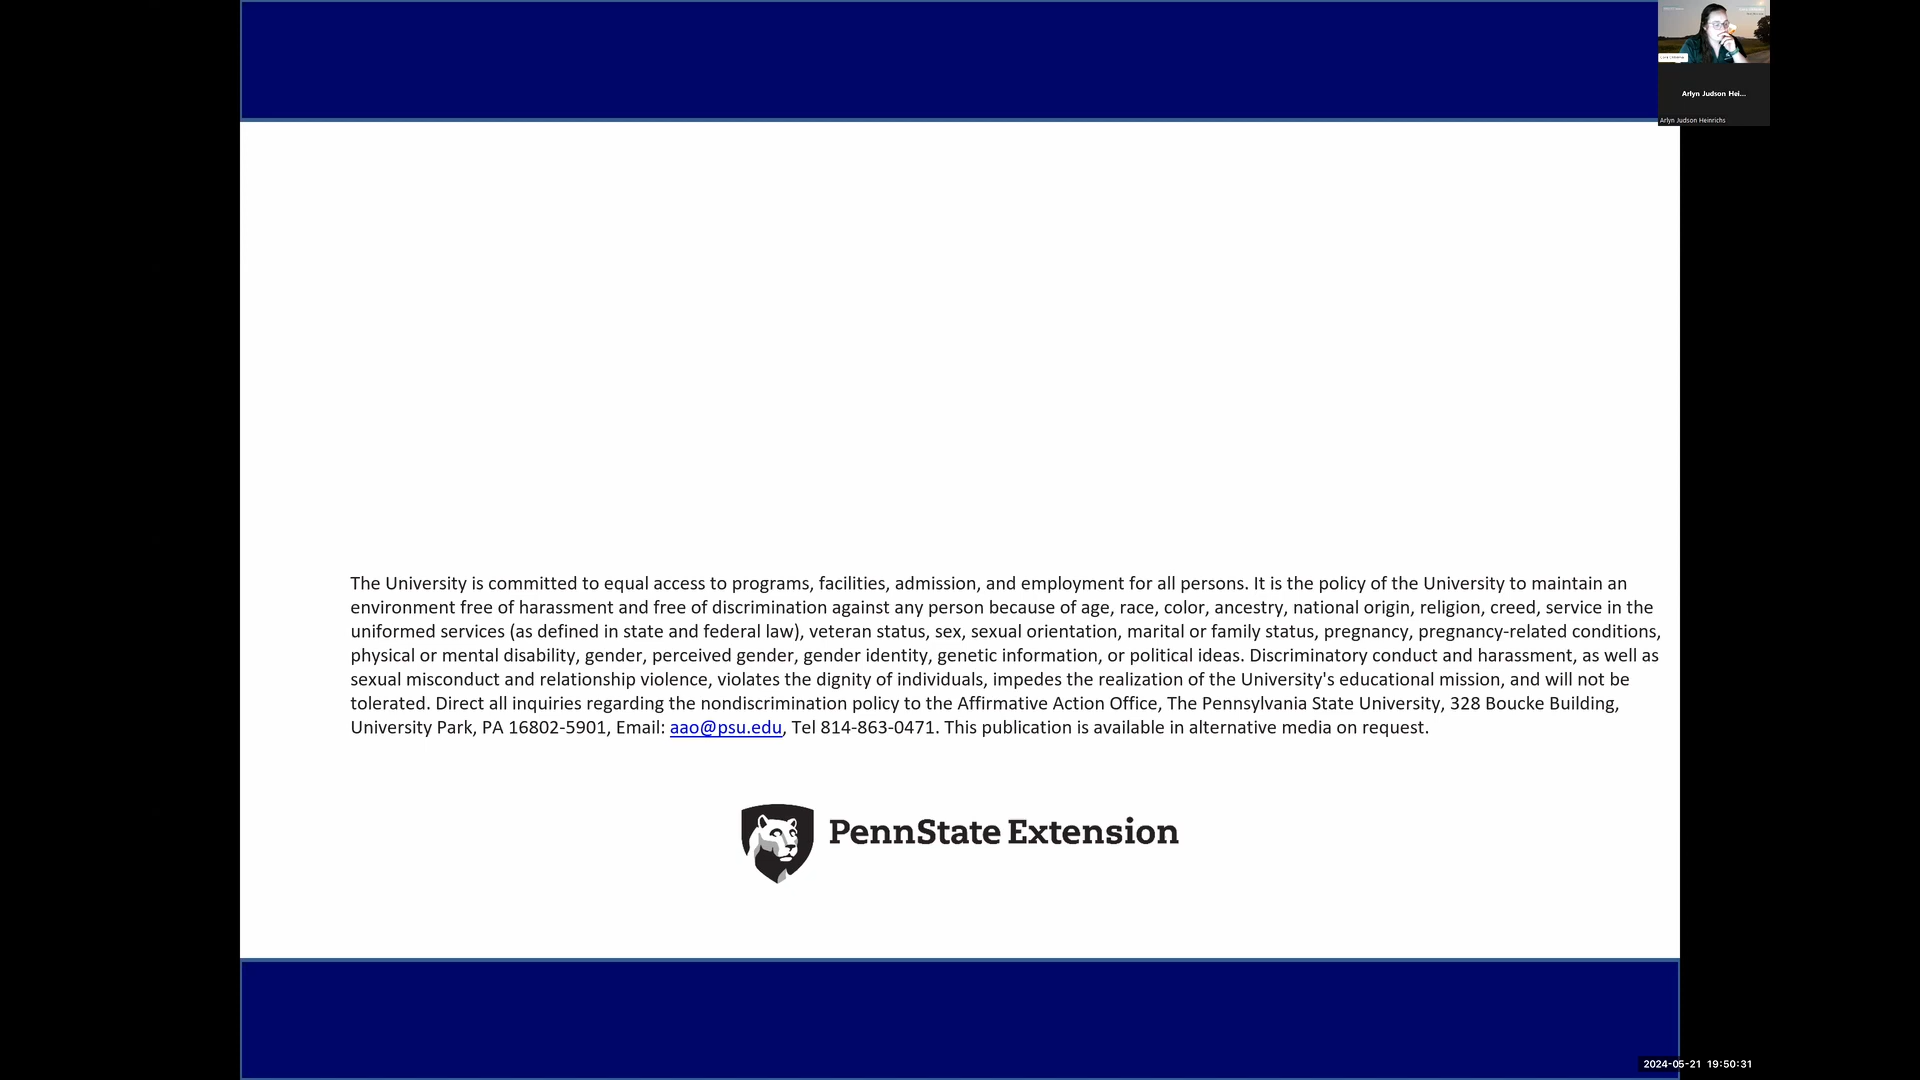 Arlyn Judson Hei...
Arlyn Judson Heinrichs
The University is committed to equal access to programs, facilities, admission, and employment for all persons. It is the policy of the University to maintain an
environment free of harassment and free of discrimination against any person because of age, race, color, ancestry, national origin, religion, creed, service in the
uniformed services (as defined in state and federal law), veteran status, sex, sexual orientation, marital or family status, pregnancy, pregnancy-related conditions,
physical or mental disability, gender, perceived gender, gender identity, genetic information, or political ideas. Discriminatory conduct and harassment, as well as
sexual misconduct and relationship violence, violates the dignity of individuals, impedes the realization of the University's educational mission, and will not be
tolerated. Direct all inquiries regarding the nondiscrimination policy to the Affirmative Action Office, The Pennsylvania State University, 328 Boucke Building,
University Park, PA 16802-5901, Email: aao@psu.edu, Tel 814-863-0471. This publication is available in alternative media on request.
PennState Extension
2024-05-21 19:50:31